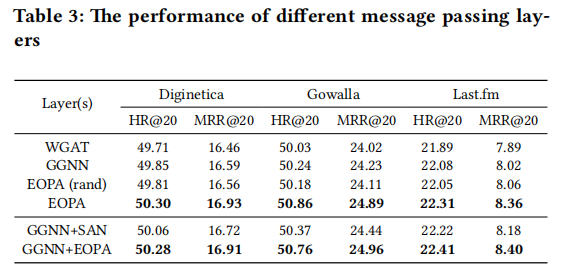 Table 3: The performance of different message passing lay-
ers
Layer(s) Diginetica Gowalla Last.fm
HR@20 MRR@20 HR@20 MRR@20 HR@20 MRR@20
WGAT 49.71 16.46 50.03 24.02 21.89 7.89
GGNN 49.85 16.59 50.24 24.23 22.08 8.02
EOPA (rand) 49.81 16.56 50.18 24.11 22.05 8.06
EOPA 50.30 16.93 50.86 24.89 22.31 8.36
GGNN+SAN 50.06 16.72 50.37 24.44 22.22 8.18
GGNN+EOPA 50.28 16.91 50.76 24.96 22.41 8.40